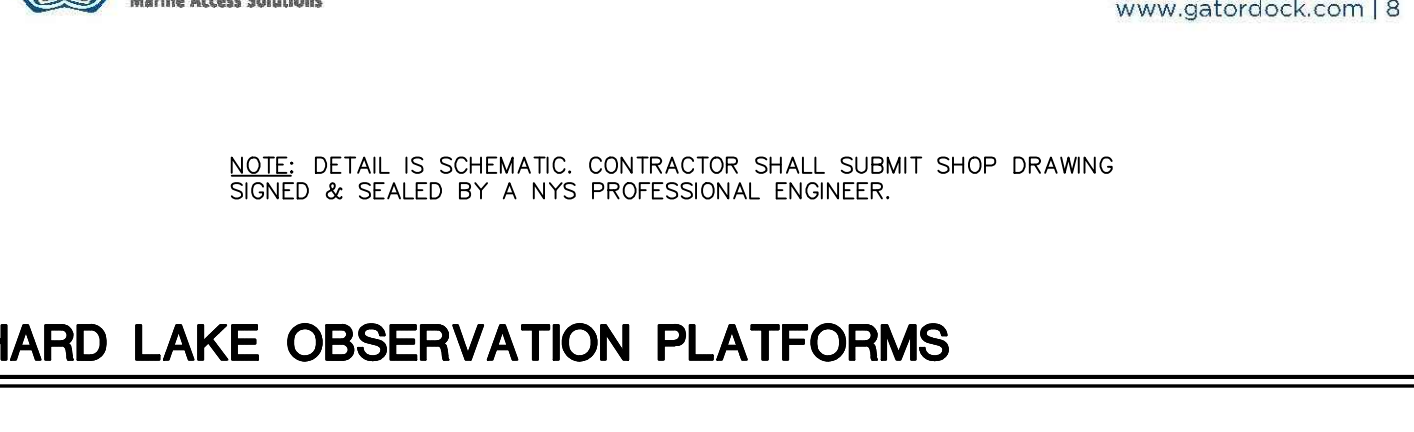 Marine Access Solutions
www.gatordock.com | 8
NOTE: DETAIL IS SCHEMATIC. CONTRACTOR SHALL SUBMIT SHOP DRAWING
SIGNED & SEALED BY A NYS PROFESSIONAL ENGINEER.
HARD LAKE OBSERVATION PLATFORMS